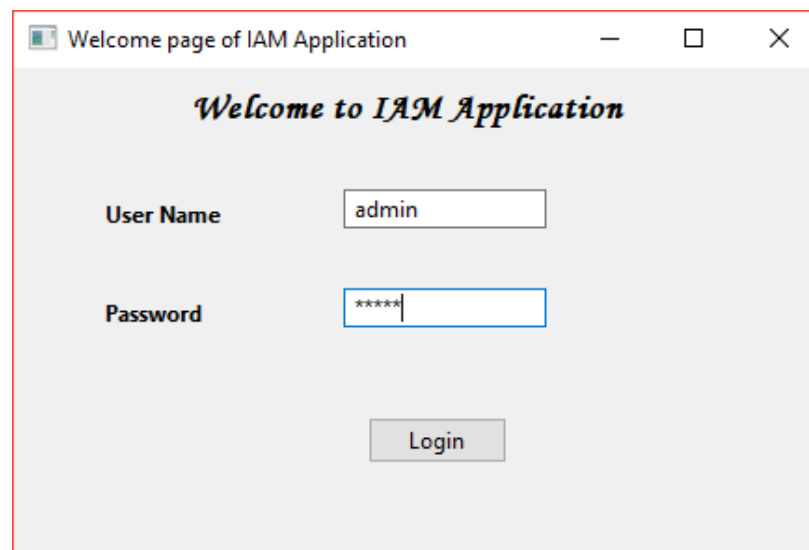 Welcome page of IAM Application
Welcome to IAM Application
User Name
admin
Password
*****
Login